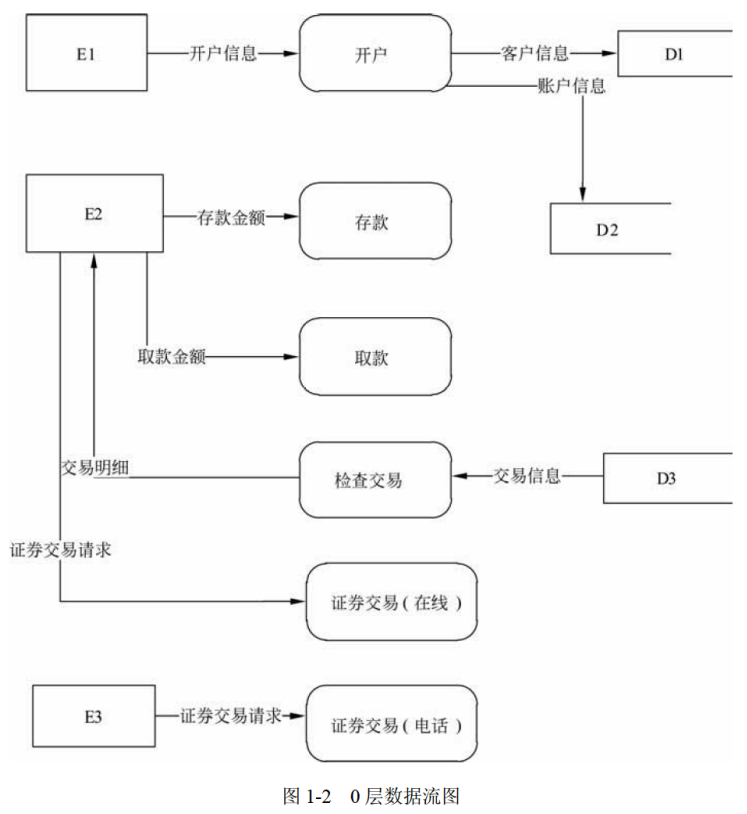 E1
开户信息
开户
客户信息
D1
账户信息
E2
存款金额
存款
D2
取款金额
取款
交易明细
检查交易
交易信息
D3
证券交易请求
证券交易(在线)
E3
证券交易请求
证券交易(电话)
图 1-2 0 层数据流图